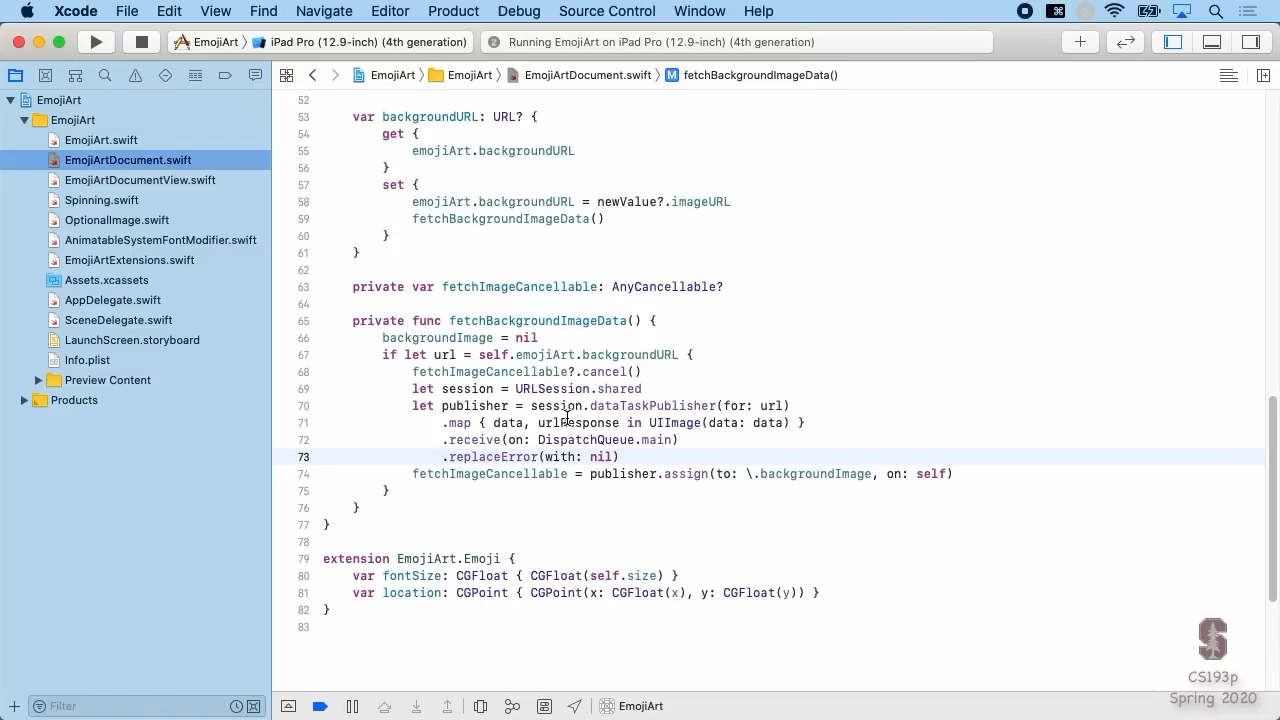 Xcode File Edit View Find Navigate Editor Product Debug Source Control Window Help
EmojiArt iPad Pro (12.9-inch) (4th generation) 2 Running EmojiArt on iPad Pro (12.9-inch) (4th generation)
EmojiArt EmojiArt EmojiArtDocument.swift M fetchBackgroundImageData()
EmojiArt
EmojiArt
EmojiArt.swift
EmojiArtDocument.swift
EmojiArtDocumentView.swift
Spinning.swift
OptionalImage.swift
AnimatableSystemFontModifier.swift
EmojiArtExtensions.swift
Assets.xcassets
AppDelegate.swift
SceneDelegate.swift
LaunchScreen.storyboard
Info.plist
Preview Content
Products
Filter
52
53 var backgroundURL: URL? {
54 get {
55 emojiArt.backgroundURL
56 }
57 set {
58 emojiArt.backgroundURL = newValue?.imageURL
59 fetchBackgroundImageData()
60 }
61 }
62
63 private var fetchImageCancellable: AnyCancellable?
64
65 private func fetchBackgroundImageData() {
66 backgroundImage = nil
67 if let url = self.emojiArt.backgroundURL {
68 fetchImageCancellable?.cancel()
69 let session = URLSession.shared
70 let publisher = session.dataTaskPublisher(for: url)
71 .map { data, urlResponse in UIImage(data: data) }
72 .receive(on: DispatchQueue.main)
73 .replaceError(with: nil)
74 fetchImageCancellable = publisher.assign(to: \.backgroundImage, on: self)
75 }
76 }
77 }
78
79 extension EmojiArt.Emoji {
80 var fontSize: CGFloat { CGFloat(self.size) }
81 var location: CGPoint { CGPoint(x: CGFloat(x), y: CGFloat(y)) }
82 }
83
S
CS193p
Spring 2020
EmojiArt